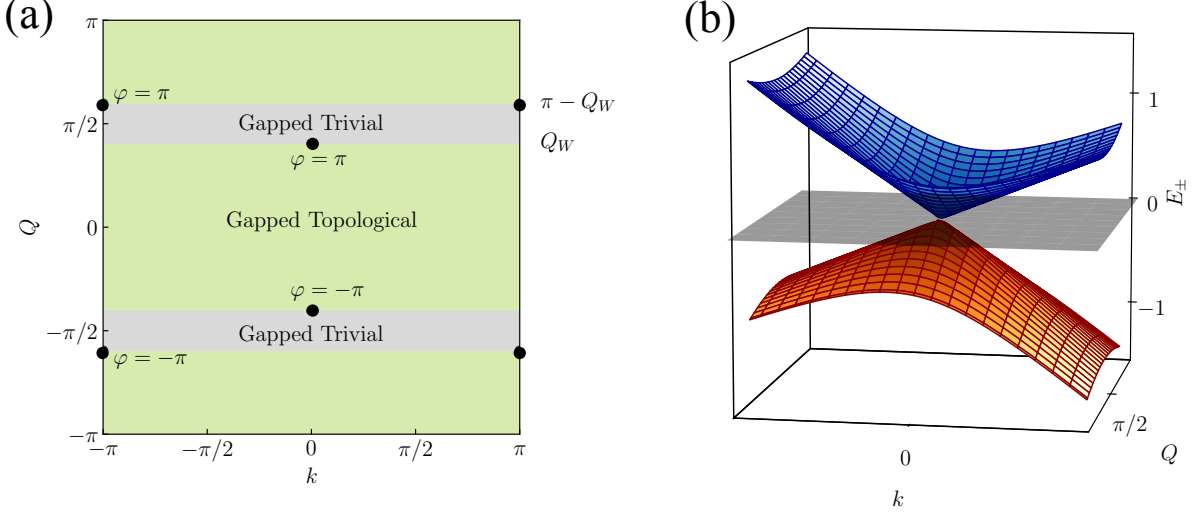 (a)
π
φ = π
π − Q_W
π/2
Gapped Trivial
Q_W
φ = π
Q
0
Gapped Topological
φ = −π
−π/2
Gapped Trivial
φ = −π
−π
−π
−π/2
0
π/2
π
k
(b)
1
0
E_±
−1
π/2
0
Q
k